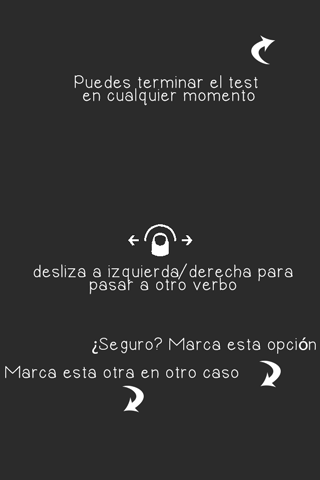 Puedes terminar el test
en cualquier momento
desliza a izquierda/derecha para
pasar a otro verbo
¿Seguro? Marca esta opción
Marca esta otra en otro caso